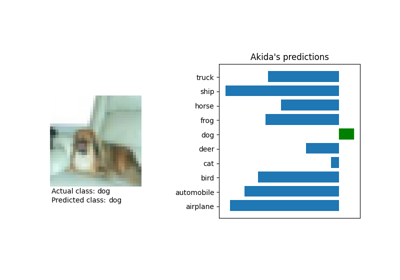 Akida's predictions
truck
ship
horse
frog
dog
deer
cat
bird
automobile
airplane
Actual class: dog
Predicted class: dog